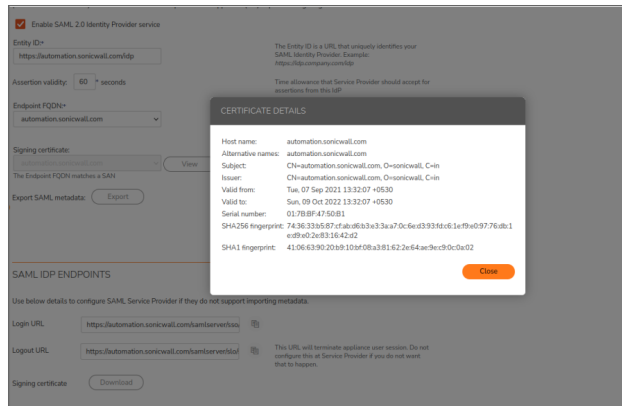 Enable SAML 2.0 Identity Provider service
Entity ID:*
https://automation.sonicwall.com/idp
The Entity ID is a URL that uniquely identifies your
SAML Identity Provider. Example:
https://idp.company.com/idp
Assertion validity: 60 * seconds
Time allowance that Service Provider should accept for
assertions from this IdP
Endpoint FQDN:*
automation.sonicwall.com
Signing certificate:
automation.sonicwall.com
View
The Endpoint FQDN matches a SAN
Export SAML metadata: Export
CERTIFICATE DETAILS
Host name: automation.sonicwall.com
Alternative names: automation.sonicwall.com
Subject: CN=automation.sonicwall.com, O=sonicwall, C=in
Issuer: CN=automation.sonicwall.com, O=sonicwall, C=in
Valid from: Tue, 07 Sep 2021 13:32:07 +0530
Valid to: Sun, 09 Oct 2022 13:32:07 +0530
Serial number: 01:7B:BF:47:50:B1
SHA256 fingerprint: 74:36:33:b5:87:cf:ab:d6:b3:e3:3a:a7:0c:6e:d3:93:fd:c6:1e:f9:e0:97:76:db:1
e:d9:e0:2e:83:16:42:d2
SHA1 fingerprint: 41:06:63:90:20:b9:10:bf:08:a3:81:62:2e:64:ae:9e:c9:0c:0a:02
Close
SAML IDP ENDPOINTS
Use below details to configure SAML Service Provider if they do not support importing metadata.
Login URL https://automation.sonicwall.com/samlserver/sso/
Logout URL https://automation.sonicwall.com/samlserver/slo/
This URL will terminate appliance user session. Do not
configure this at Service Provider if you do not want
that to happen.
Signing certificate Download